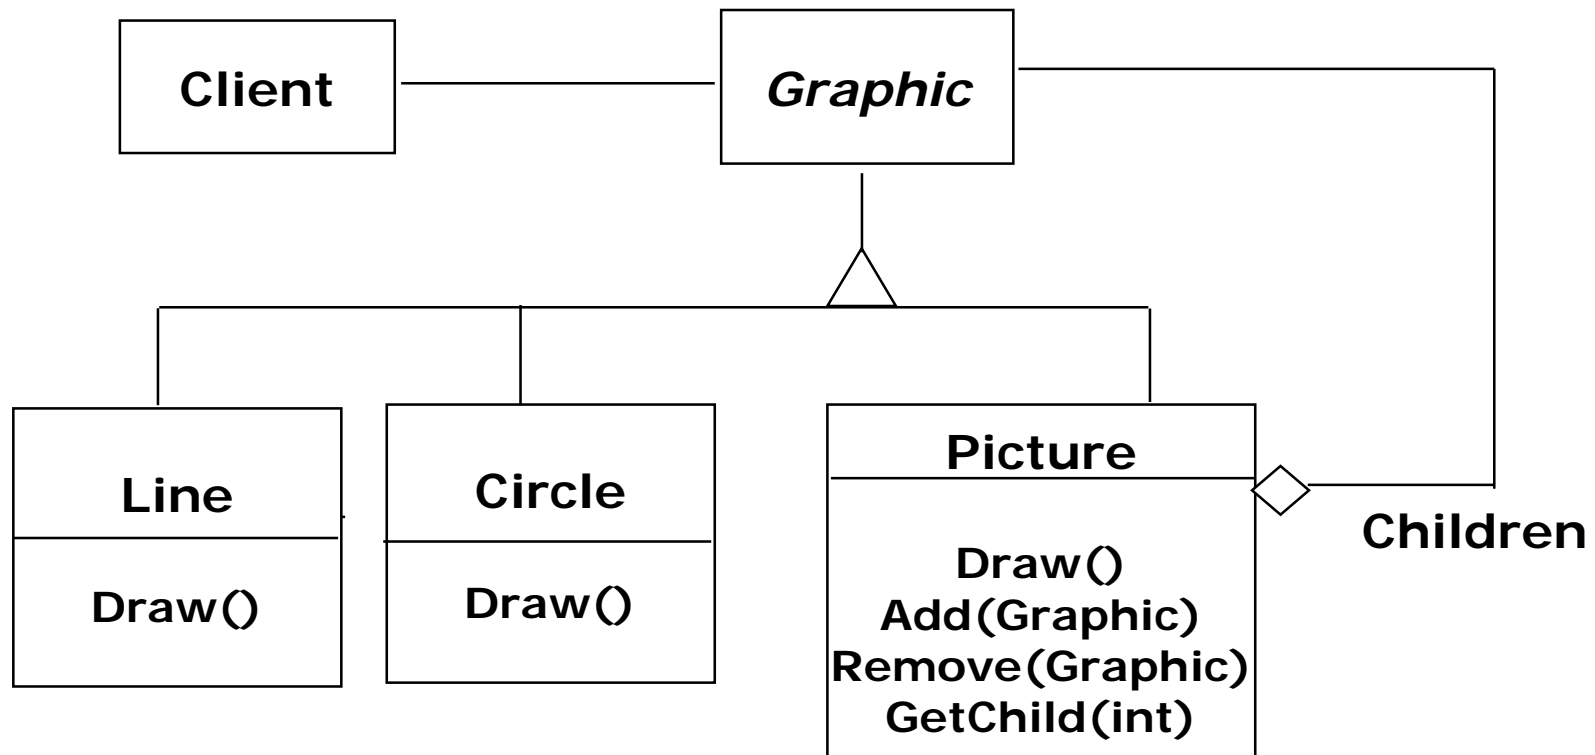 Client
Graphic
Line
Draw()
Circle
Draw()
Picture
Draw()
Add(Graphic)
Remove(Graphic)
GetChild(int)
Children